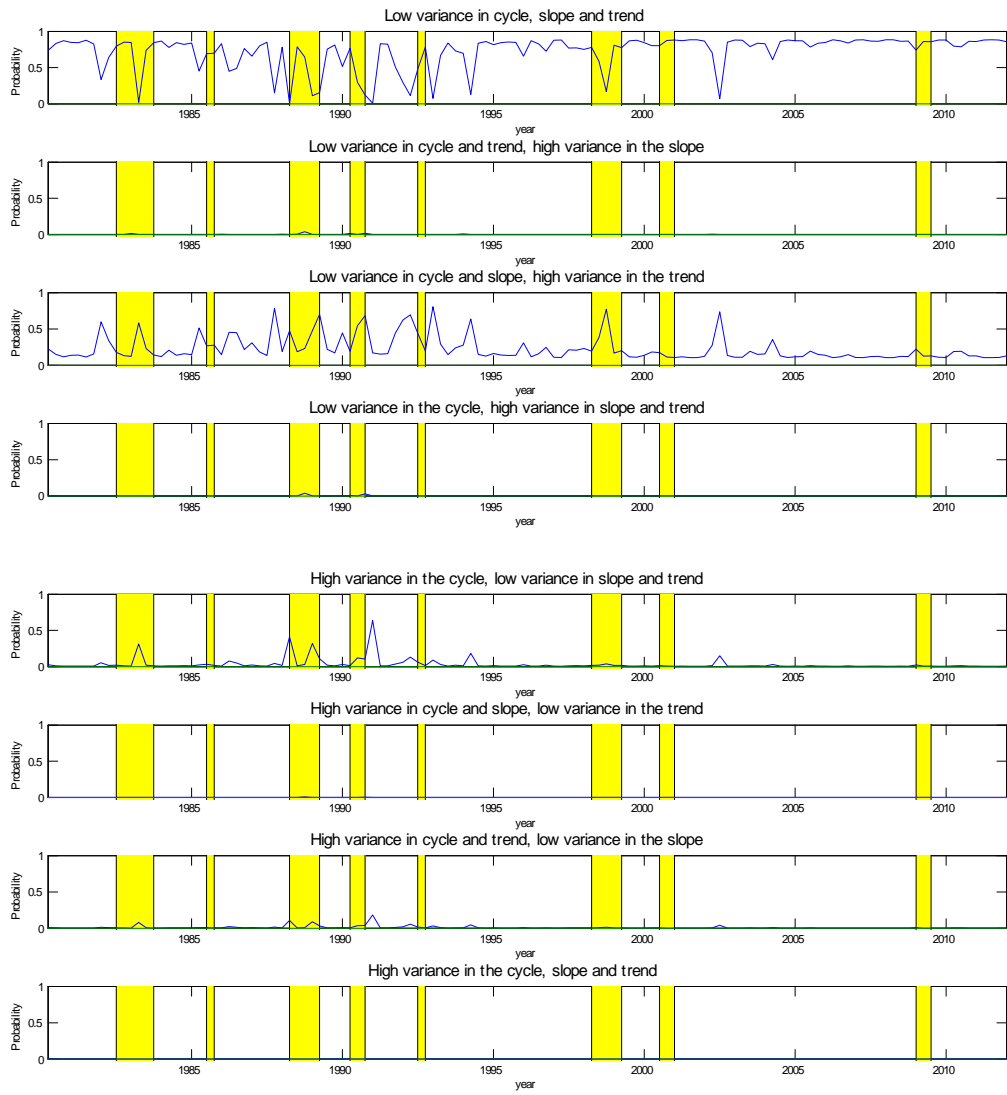 Low variance in cycle, slope and trend
1
0.5
0
Probability
1985 1990 1995 2000 2005 2010
year
Low variance in cycle and trend, high variance in the slope
1
0.5
0
Probability
1985 1990 1995 2000 2005 2010
year
Low variance in cycle and slope, high variance in the trend
1
0.5
0
Probability
1985 1990 1995 2000 2005 2010
year
Low variance in the cycle, high variance in slope and trend
1
0.5
0
Probability
1985 1990 1995 2000 2005 2010
year
High variance in the cycle, low variance in slope and trend
1
0.5
0
Probability
1985 1990 1995 2000 2005 2010
year
High variance in cycle and slope, low variance in the trend
1
0.5
0
Probability
1985 1990 1995 2000 2005 2010
year
High variance in cycle and trend, low variance in the slope
1
0.5
0
Probability
1985 1990 1995 2000 2005 2010
year
High variance in the cycle, slope and trend
1
0.5
0
Probability
1985 1990 1995 2000 2005 2010
year